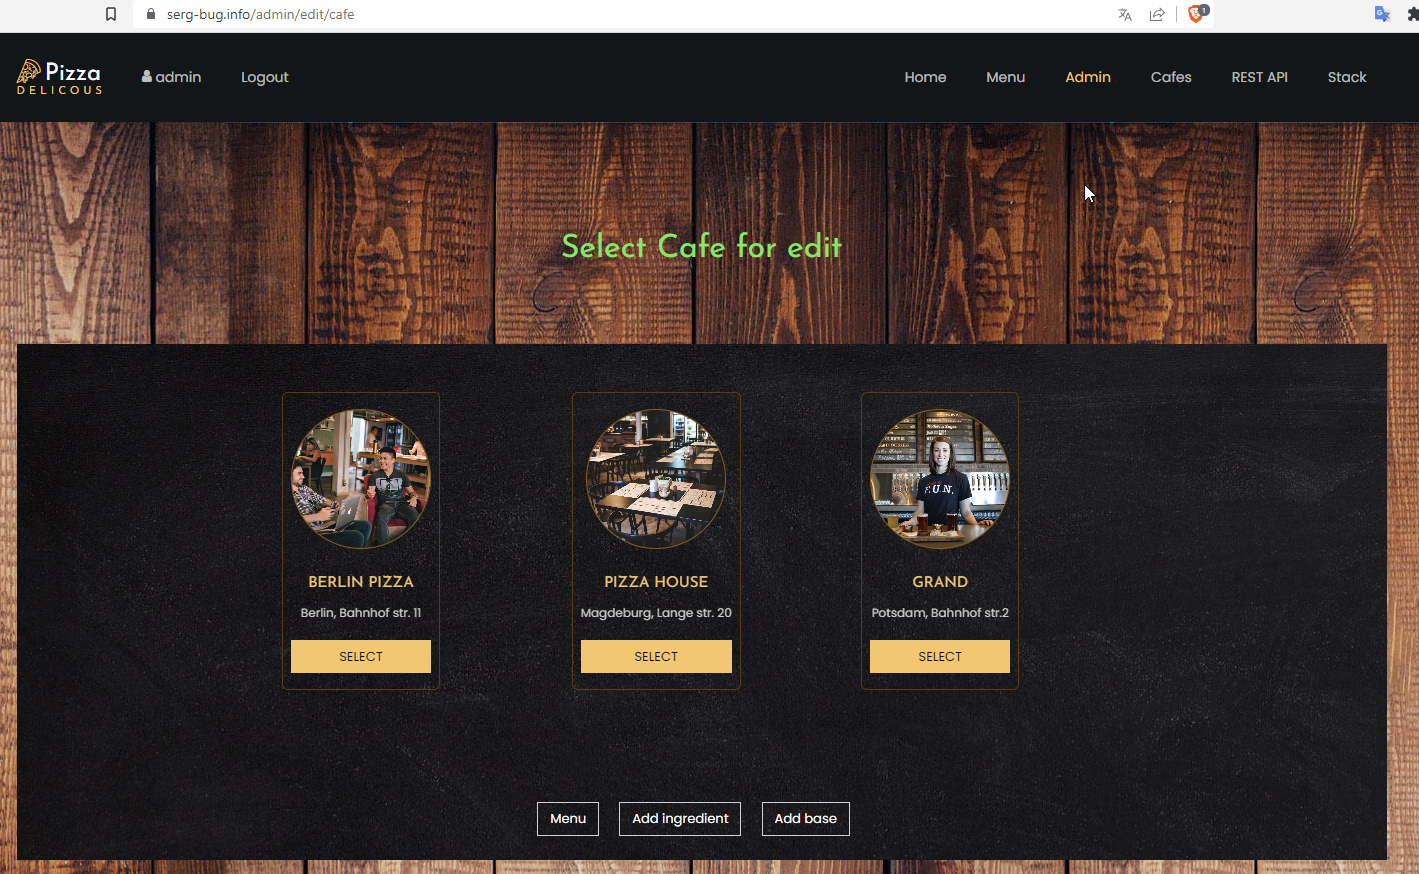 serg-bug.info/admin/edit/cafe
1
Pizza
DELICOUS
admin
Logout
Home
Menu
Admin
Cafes
REST API
Stack
Select Cafe for edit
F.U.N.
BERLIN PIZZA
PIZZA HOUSE
GRAND
Berlin, Bahnhof str. 11
Magdeburg, Lange str. 20
Potsdam, Bahnhof str.2
SELECT
SELECT
SELECT
Menu
Add ingredient
Add base